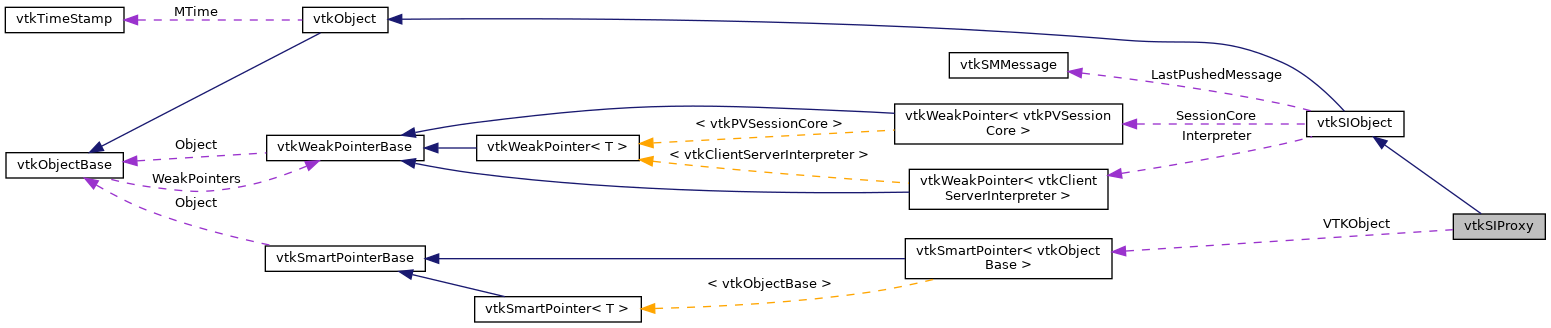 vtkTimeStamp
MTime
vtkObject
vtkSMMessage
LastPushedMessage
vtkWeakPointer< vtkPVSession
Core >
SessionCore
vtkSIObject
< vtkPVSessionCore >
Interpreter
vtkObjectBase
Object
vtkWeakPointerBase
vtkWeakPointer< T >
< vtkClientServerInterpreter >
WeakPointers
vtkWeakPointer< vtkClient
ServerInterpreter >
Object
vtkSIProxy
VTKObject
vtkSmartPointerBase
vtkSmartPointer< vtkObject
Base >
< vtkObjectBase >
vtkSmartPointer< T >